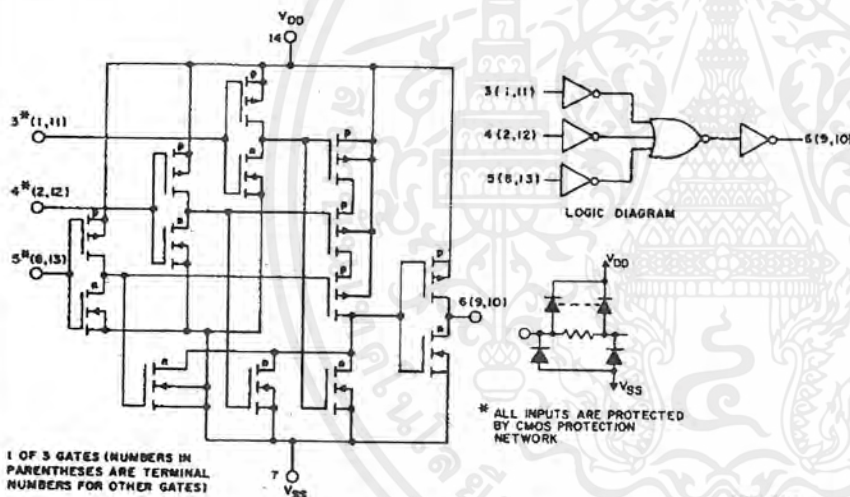 VDD
14
3*(1,11)
4*(2,12)
5*(6,13)
p
p
p
n
n
n
p
p
p
n
n
n
p
n
6(9,10)
7
VSS
1 OF 3 GATES (NUMBERS IN
PARENTHESES ARE TERMINAL
NUMBERS FOR OTHER GATES)
3(1,11)
4(2,12)
5(6,13)
6(9,10)
LOGIC DIAGRAM
VDD
VSS
* ALL INPUTS ARE PROTECTED
BY CMOS PROTECTION
NETWORK